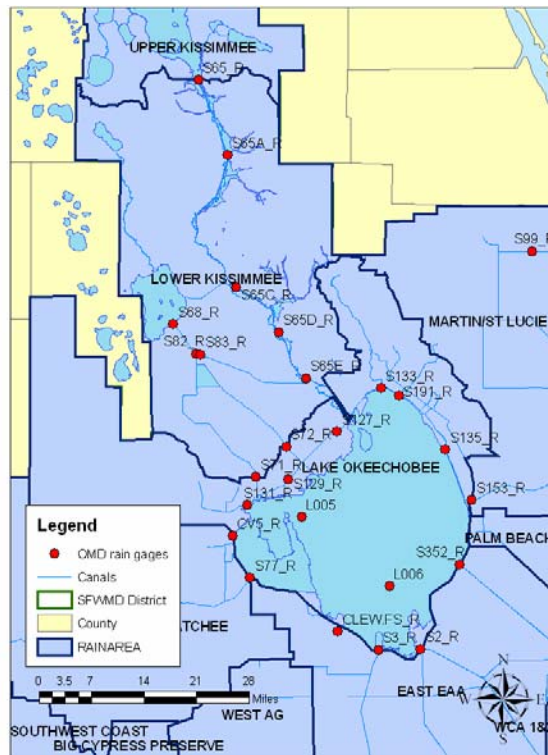 UPPER KISSIMMEE
S65_R
S65A_R
S99_R
LOWER KISSIMMEE
S65C_R
S68_R
MARTIN/ST LUCIE
S65D_R
S82_R
S83_R
S65E_R
S133_R
S191_R
S127_R
S72_R
S135_R
LAKE OKEECHOBEE
S71_R
S129_R
S131_R
S153_R
L005
CV5_R
PALM BEACH
S352_R
S77_R
L006
CLEW.FS_R
S3_R
S2_R
EAST EAA
WEST AG
SOUTHWEST COAST
BIG CYPRESS PRESERVE
WCA 1&
Legend
OMD rain gages
Canals
SFWMD District
County
RAINAREA
0 3.5 7 14 21 28
Miles
N
W
E
S